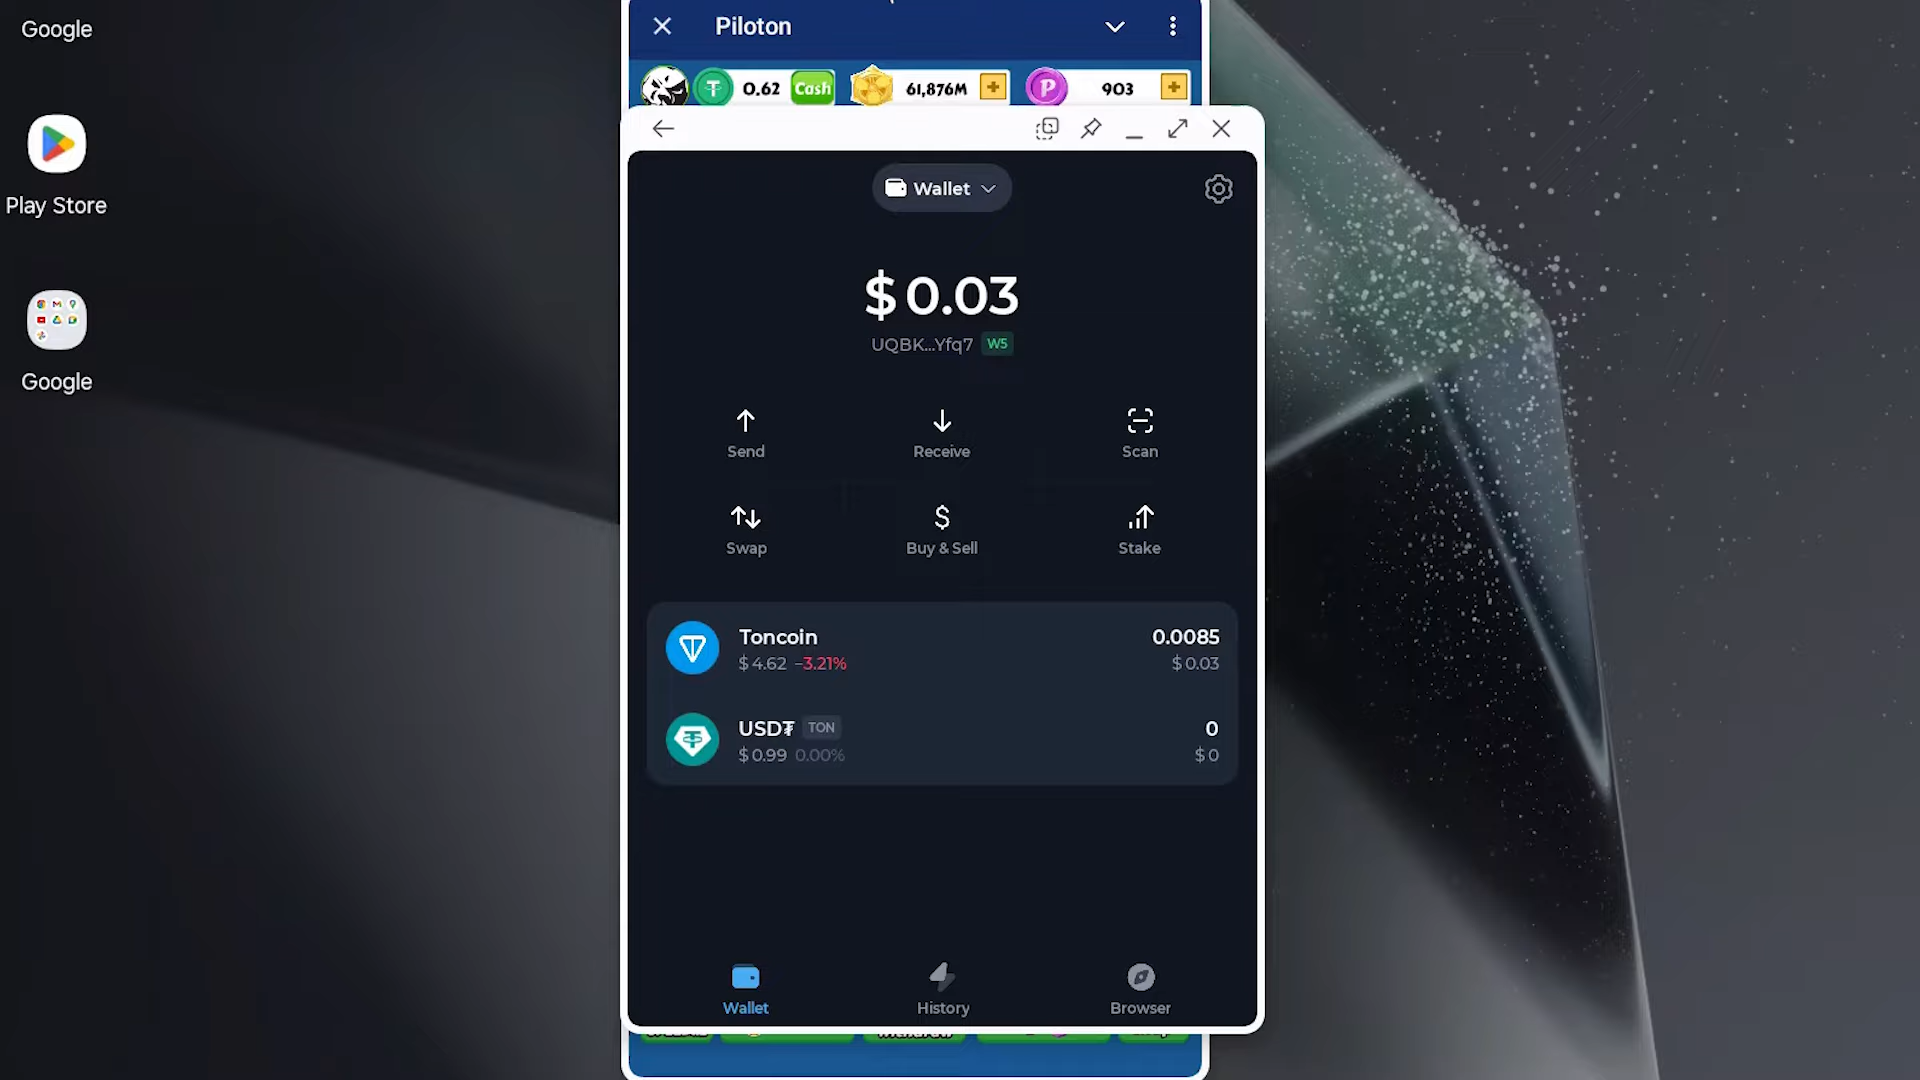 Google
Play Store
Google
Piloton
0.62 Cash 61,876M 903
Wallet
$ 0.03
UQBK...Yfq7 W5
Send Receive Scan
Swap Buy & Sell Stake
Toncoin 0.0085
$ 4.62 −3.21% $ 0.03
USD₮ TON 0
$ 0.99 0.00% $ 0
Wallet History Browser